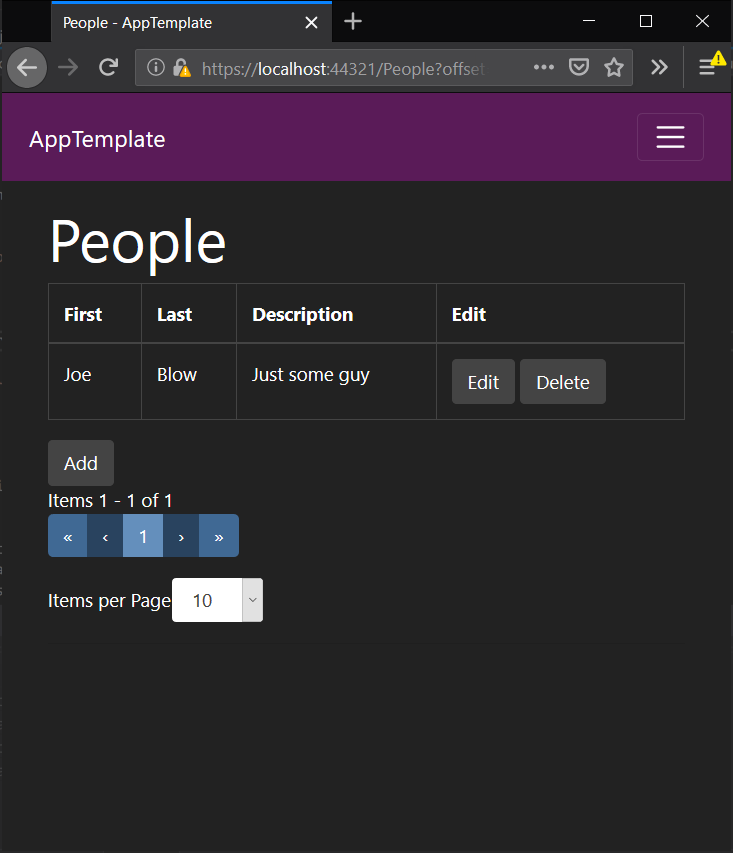 People - AppTemplate
https://localhost:44321/People?offset
AppTemplate
People
First Last Description Edit
Joe Blow Just some guy Edit Delete
Add
Items 1 - 1 of 1
« ‹ 1 › »
Items per Page 10